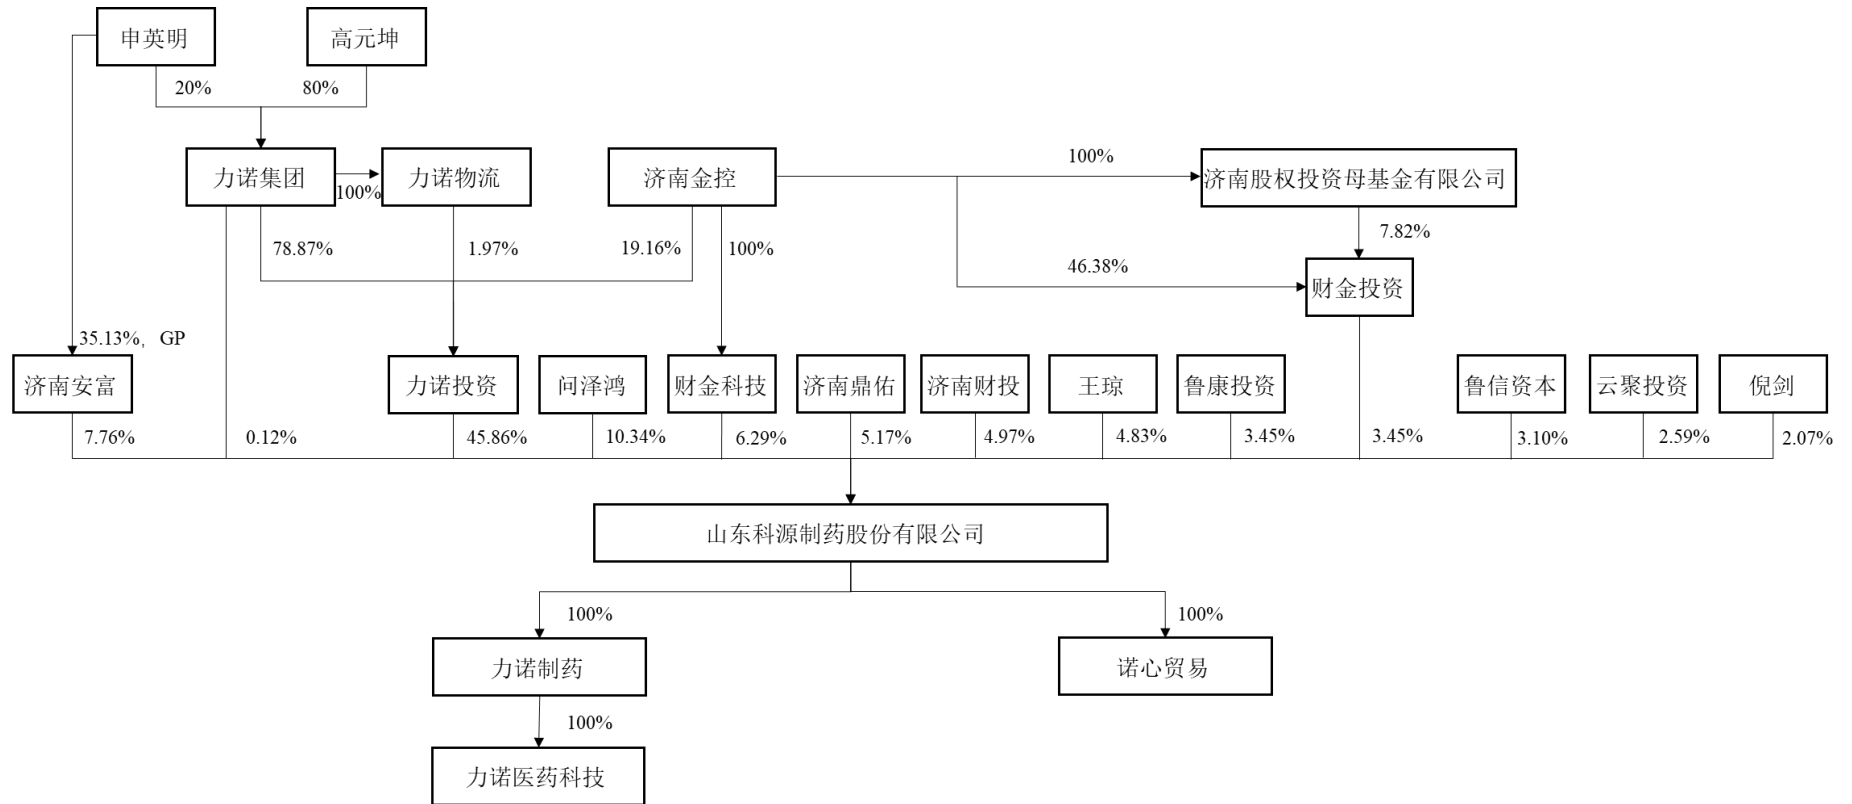 申英明
高元坤
20%
80%
力诺集团
100%
力诺物流
济南金控
100%
济南股权投资母基金有限公司
78.87%
1.97%
19.16%
100%
7.82%
46.38%
财金投资
35.13%，GP
济南安富
力诺投资
问泽鸿
财金科技
济南鼎佑
济南财投
王琼
鲁康投资
鲁信资本
云聚投资
倪剑
7.76%
0.12%
45.86%
10.34%
6.29%
5.17%
4.97%
4.83%
3.45%
3.45%
3.10%
2.59%
2.07%
山东科源制药股份有限公司
100%
100%
力诺制药
诺心贸易
100%
力诺医药科技